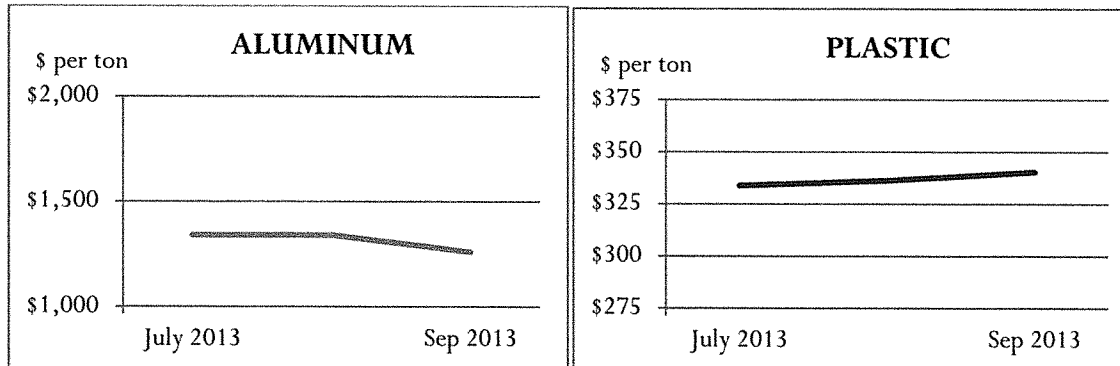 ALUMINUM
$ per ton
$2,000
$1,500
$1,000
July 2013 Sep 2013
PLASTIC
$ per ton
$375
$350
$325
$300
$275
July 2013 Sep 2013